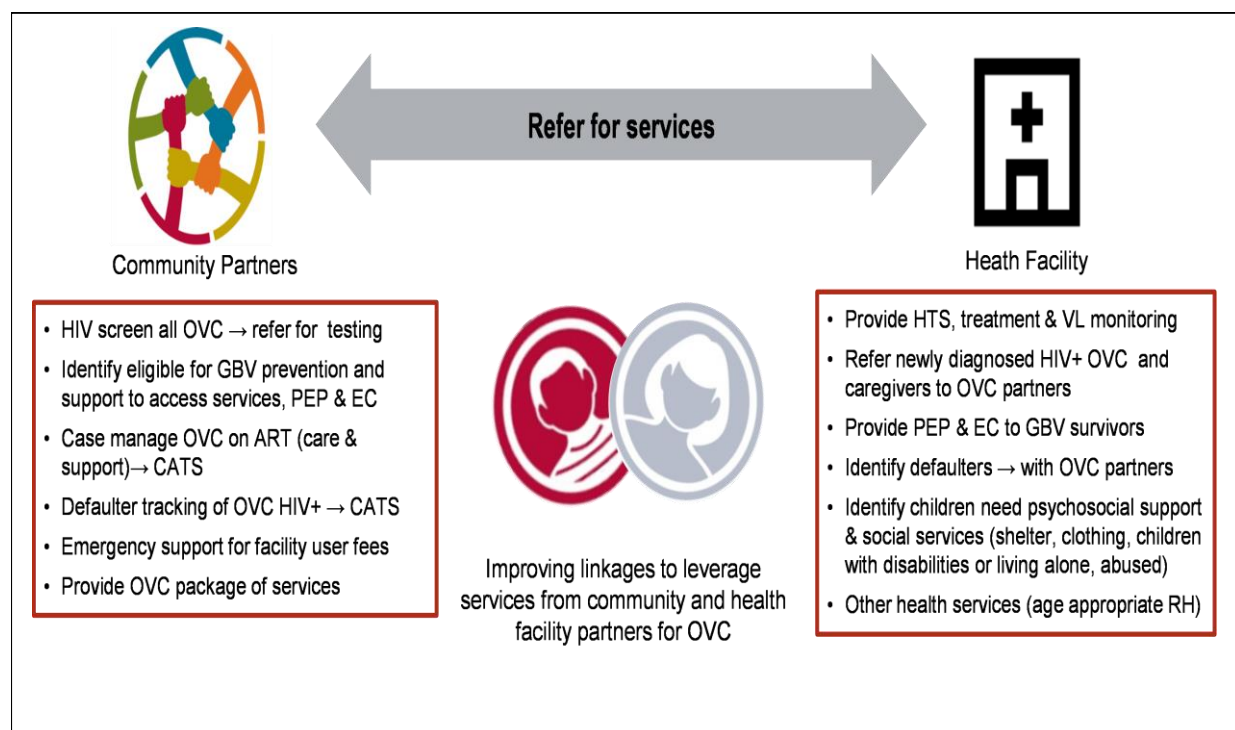 Refer for services
Community Partners
• HIV screen all OVC → refer for testing
• Identify eligible for GBV prevention and
support to access services, PEP & EC
• Case manage OVC on ART (care &
support)→ CATS
• Defaulter tracking of OVC HIV+ → CATS
• Emergency support for facility user fees
• Provide OVC package of services
Improving linkages to leverage
services from community and health
facility partners for OVC
Heath Facility
• Provide HTS, treatment & VL monitoring
• Refer newly diagnosed HIV+ OVC and
caregivers to OVC partners
• Provide PEP & EC to GBV survivors
• Identify defaulters → with OVC partners
• Identify children need psychosocial support
& social services (shelter, clothing, children
with disabilities or living alone, abused)
• Other health services (age appropriate RH)